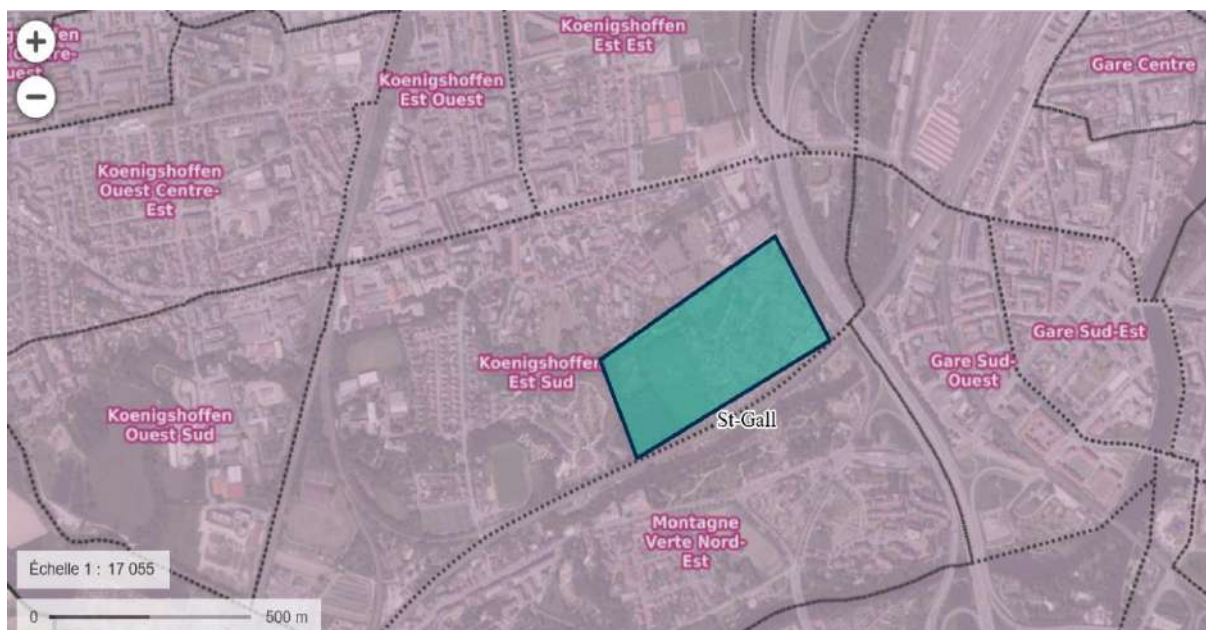 Koenigshoffen
Est Est
Koenigshoffen
Est Ouest
Gare Centre
Koenigshoffen
Ouest Centre-
Est
Koenigshoffen
Est Sud
Gare Sud-Est
Gare Sud-
Ouest
Koenigshoffen
Ouest Sud
St-Gall
Montagne
Verte Nord-
Est
Échelle 1 : 17 055
0
500 m